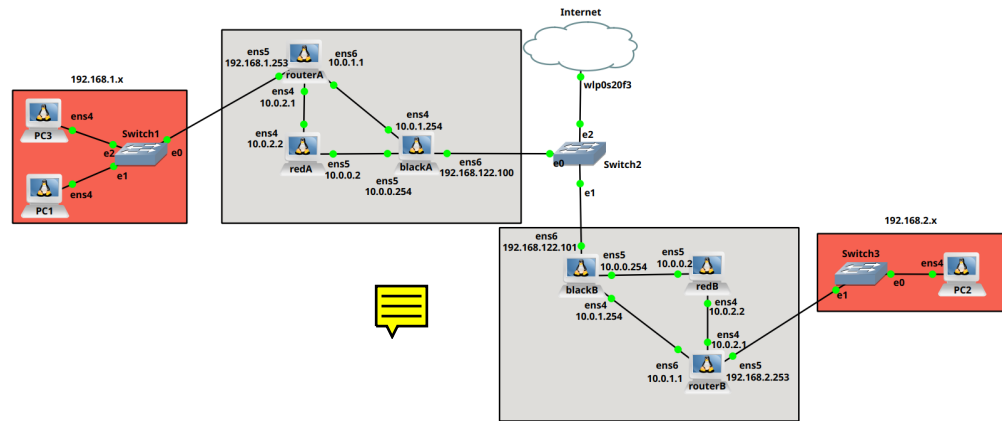 Internet
wlp0s20f3
e2
Switch2
e0
e1
192.168.1.x
ens4
PC3
Switch1
e2
e0
e1
ens4
PC1
ens5
192.168.1.253
ens6
10.0.1.1
routerA
ens4
10.0.2.1
ens4
10.0.2.2
redA
ens5
10.0.0.2
ens4
10.0.1.254
blackA
ens5
10.0.0.254
ens6
192.168.122.100
ens6
192.168.122.101
blackB
ens5
10.0.0.254
ens5
10.0.0.2
redB
ens4
10.0.1.254
ens4
10.0.2.2
ens4
10.0.2.1
ens6
10.0.1.1
routerB
ens5
192.168.2.253
192.168.2.x
Switch3
e1
e0
ens4
PC2